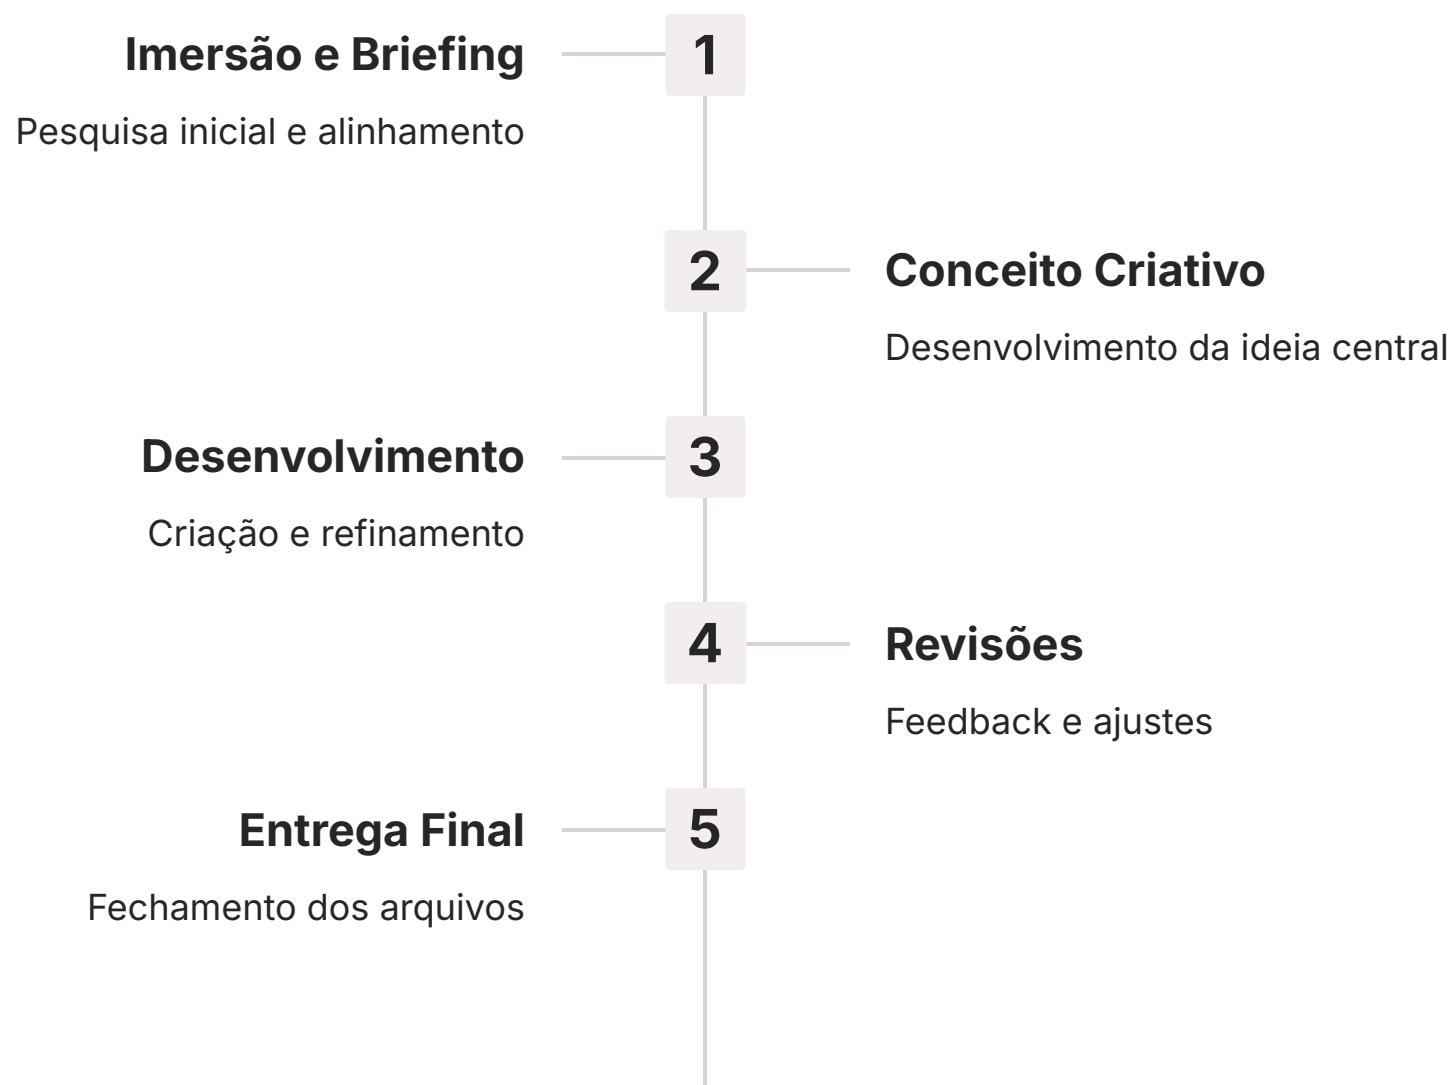 Imersão e Briefing
1
Pesquisa inicial e alinhamento
2
Conceito Criativo
Desenvolvimento da ideia central
Desenvolvimento
3
Criação e refinamento
4
Revisões
Feedback e ajustes
Entrega Final
5
Fechamento dos arquivos